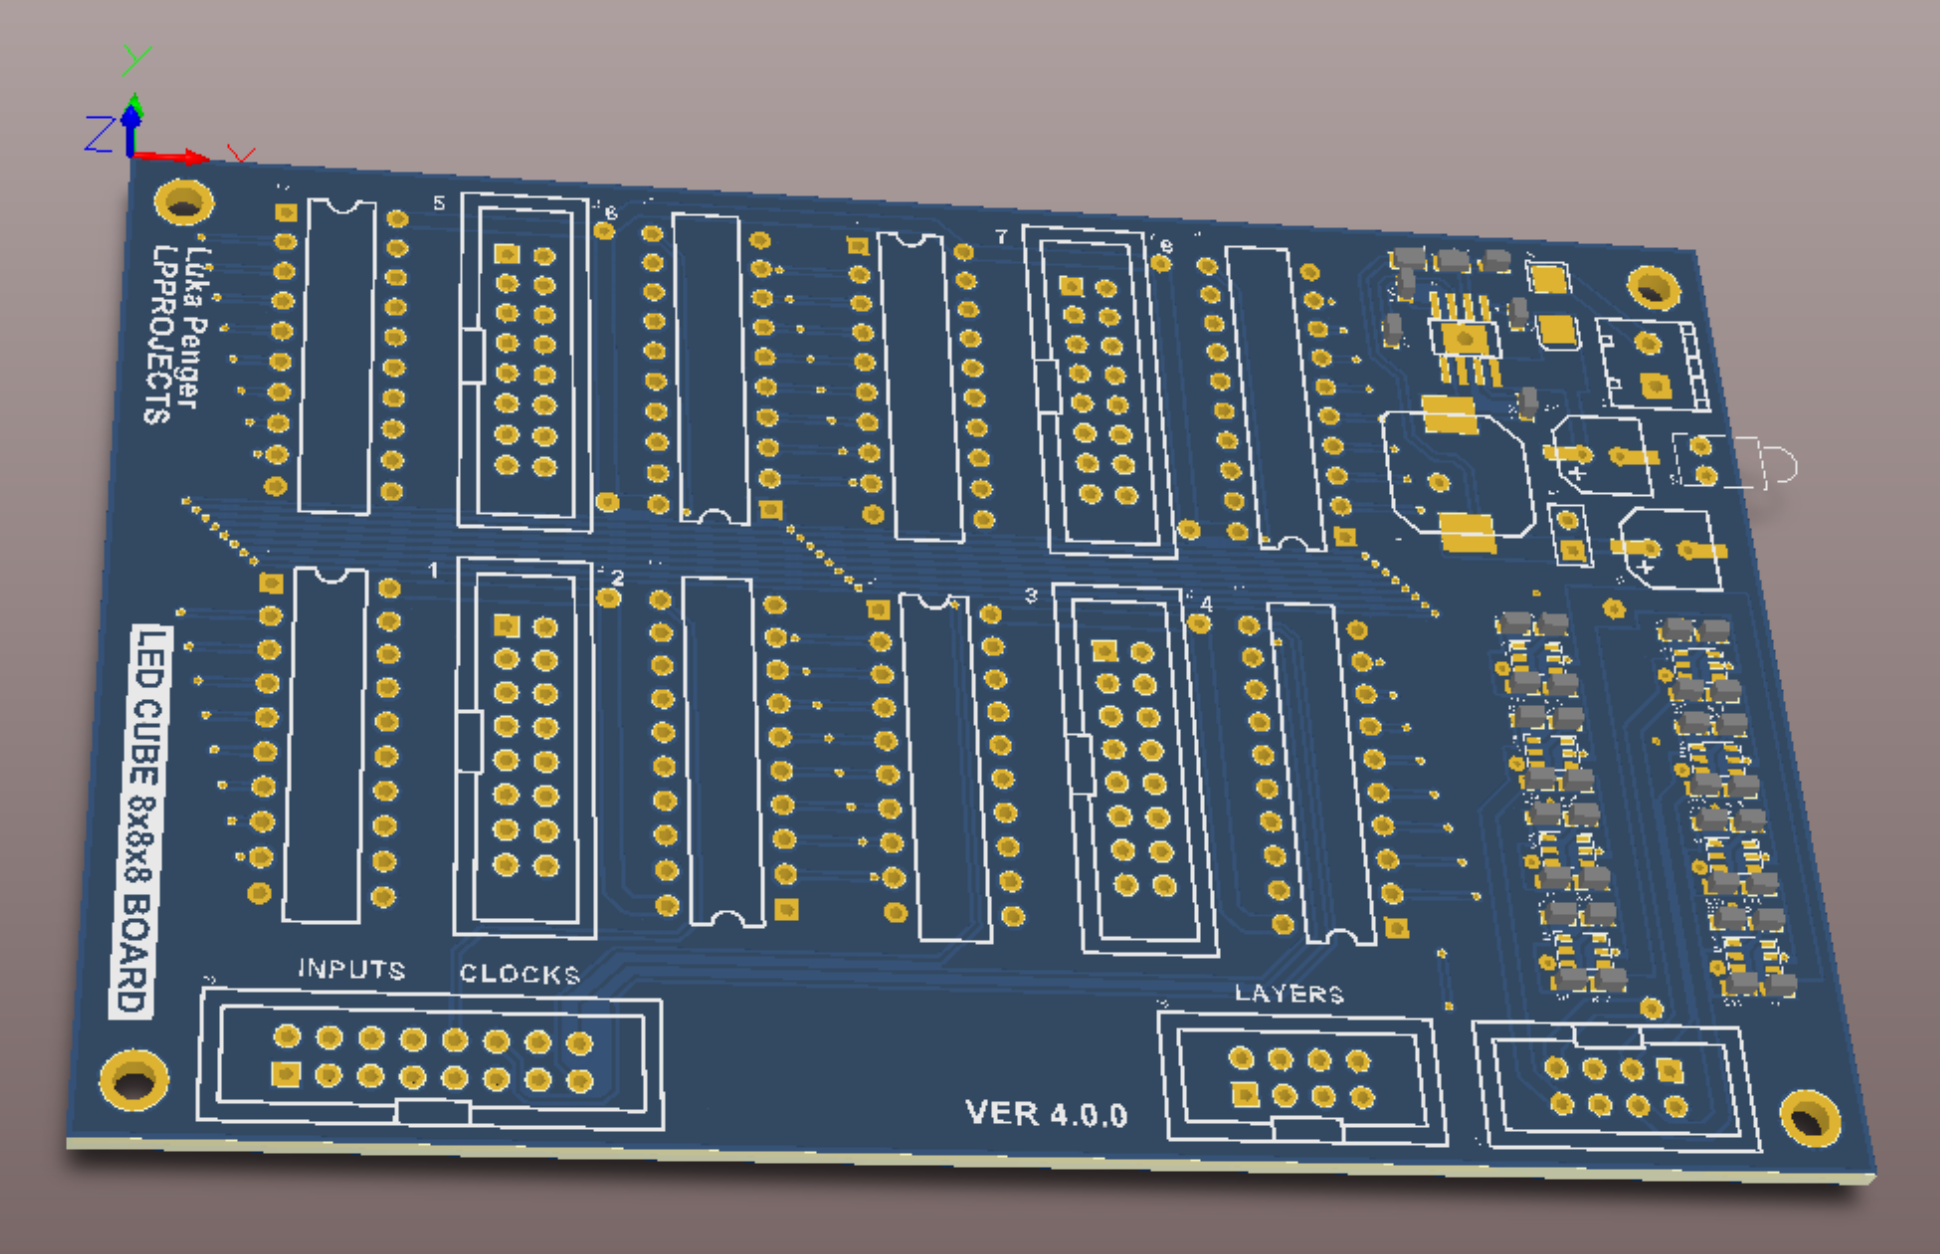 Y
Z
X
5
6
7
8
Luka Penger
LPPROJECTS
1
2
3
4
LED CUBE 8x8x8 BOARD
INPUTS
CLOCKS
LAYERS
VER 4.0.0